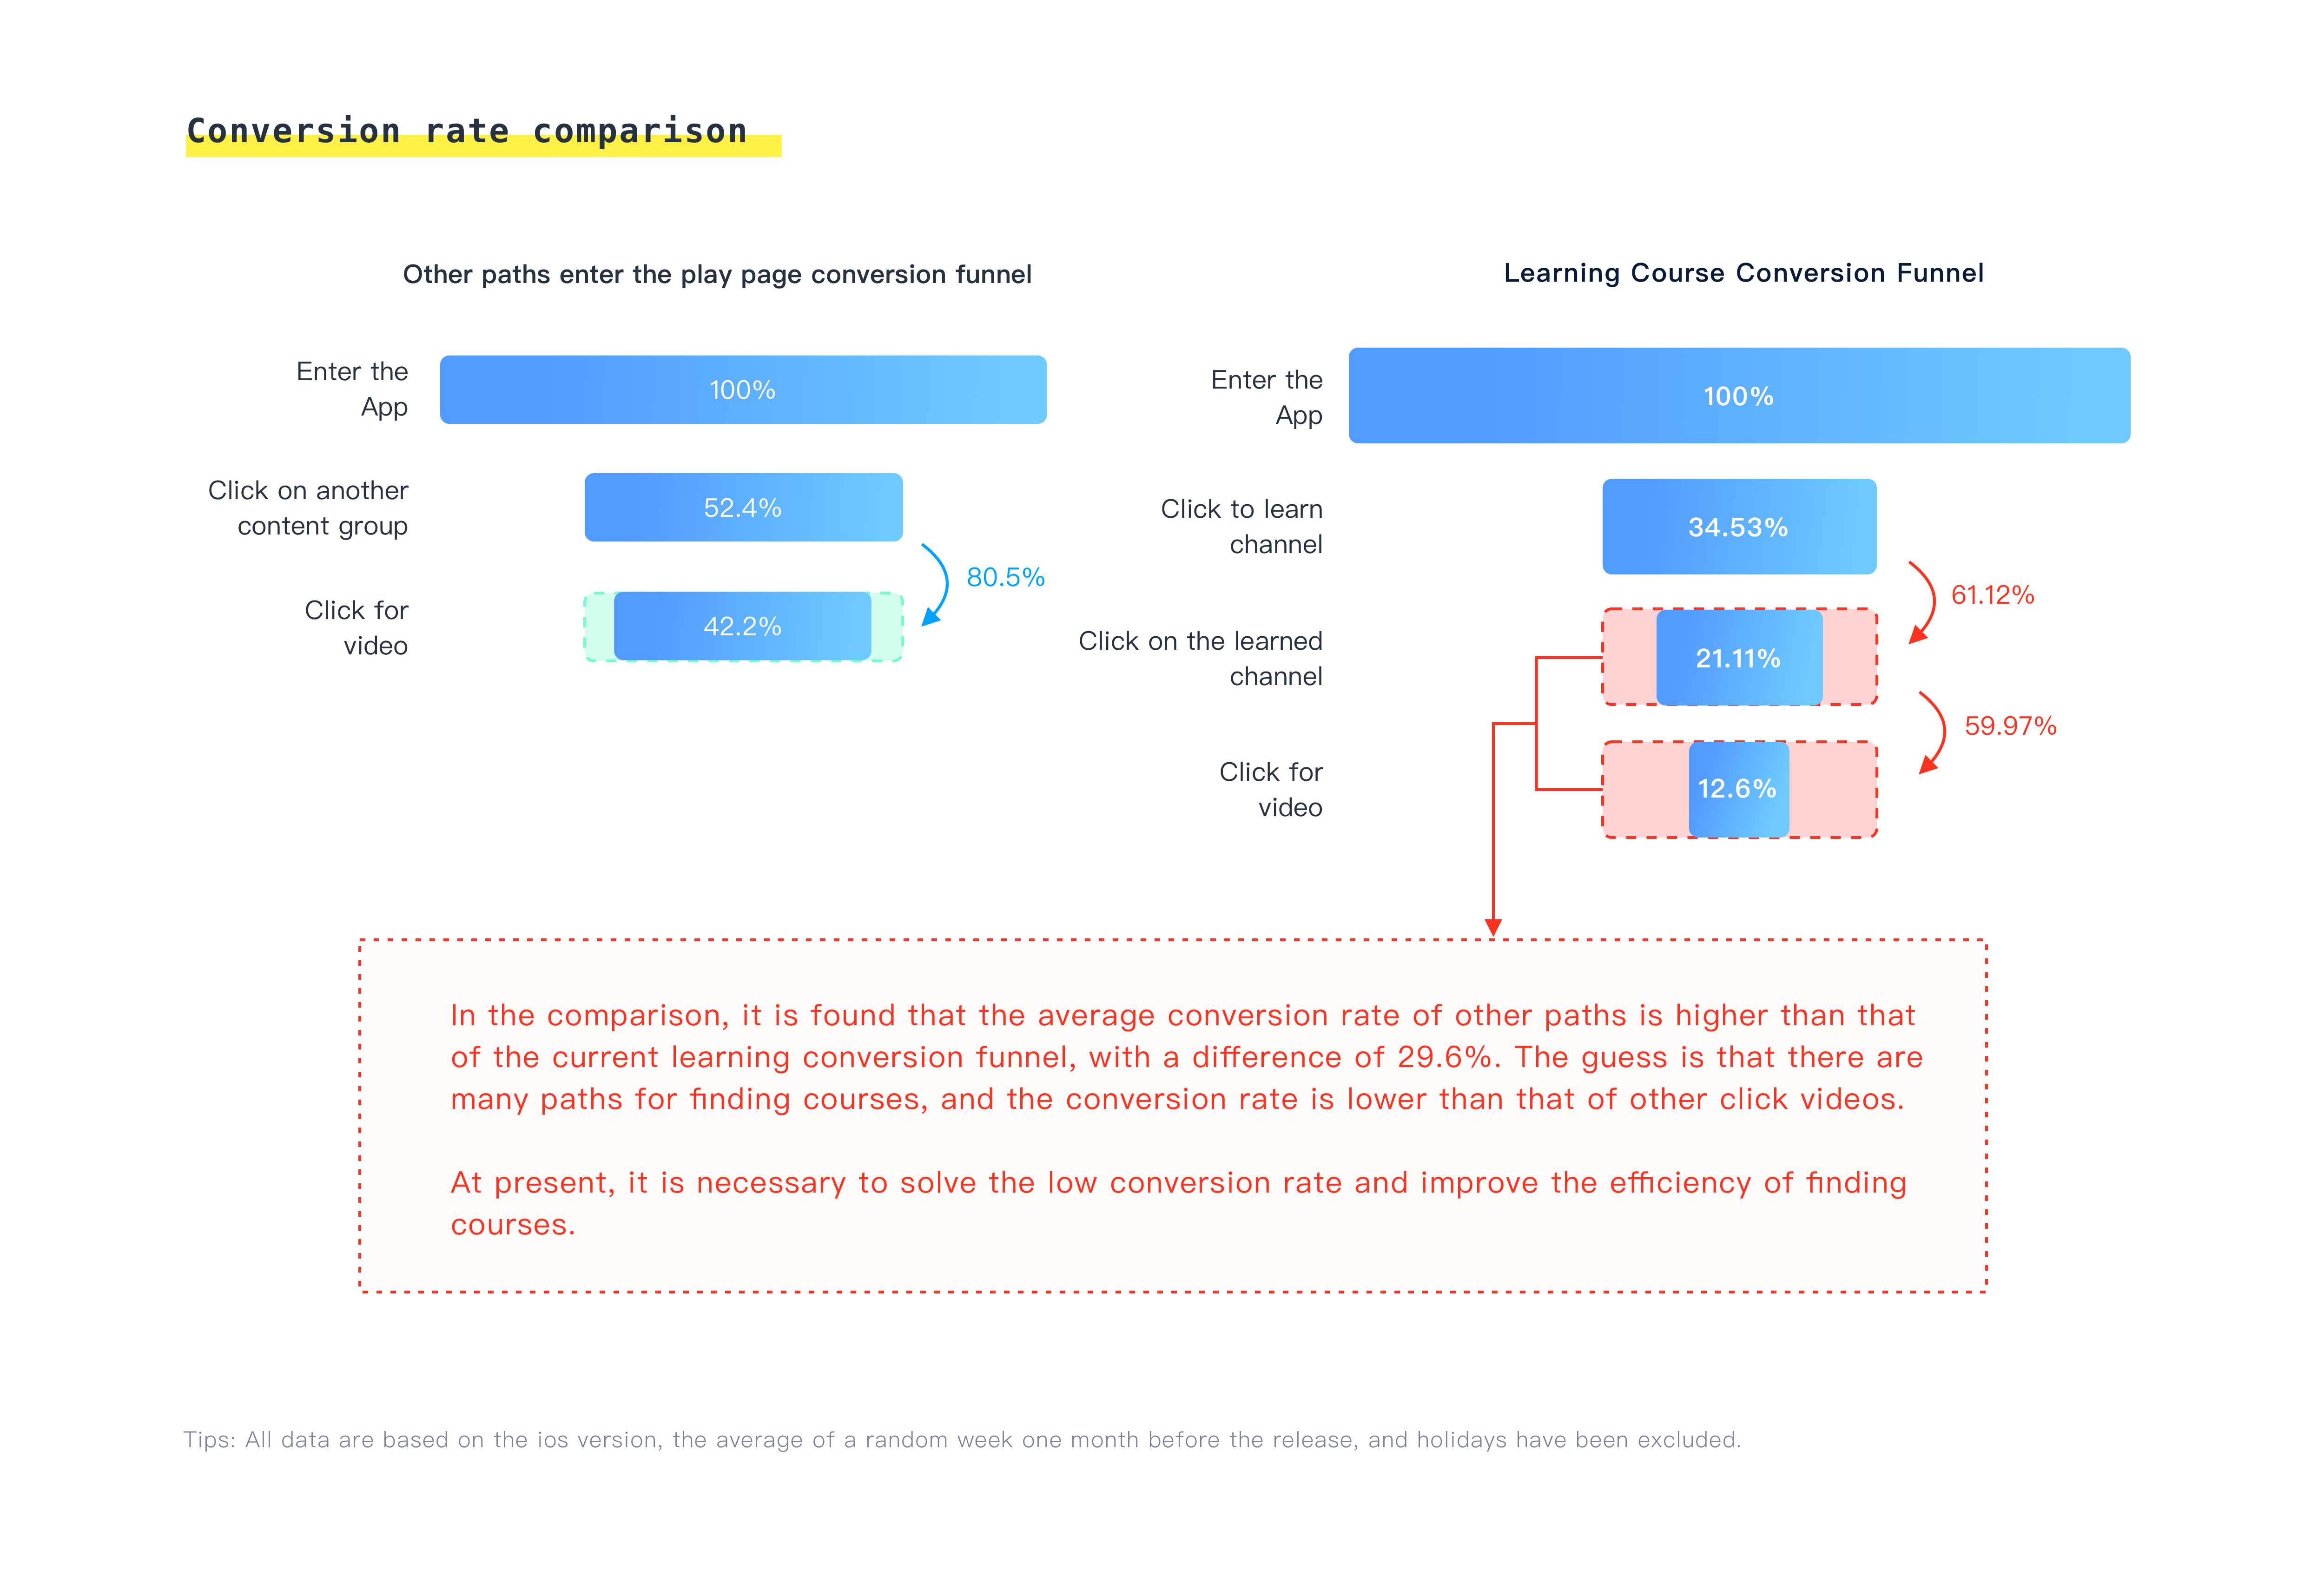 Conversion rate comparison
Other paths enter the play page conversion funnel
Enter the
App
100%
Click on another
content group
52.4%
80.5%
Click for
video
42.2%
Learning Course Conversion Funnel
Enter the
App
100%
Click to learn
channel
34.53%
61.12%
Click on the learned
channel
21.11%
59.97%
Click for
video
12.6%
In the comparison, it is found that the average conversion rate of other paths is higher than that
of the current learning conversion funnel, with a difference of 29.6%. The guess is that there are
many paths for finding courses, and the conversion rate is lower than that of other click videos.
At present, it is necessary to solve the low conversion rate and improve the efficiency of finding
courses.
Tips: All data are based on the ios version, the average of a random week one month before the release, and holidays have been excluded.